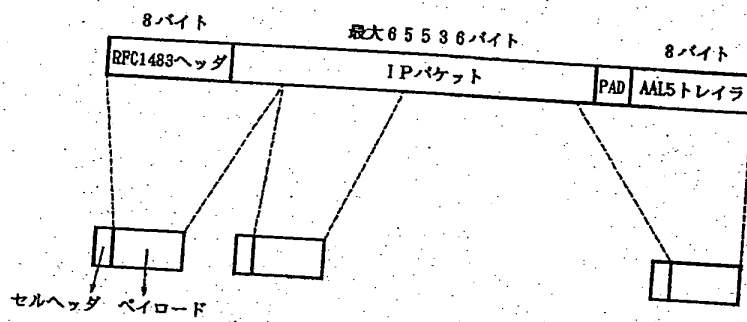 8バイト
最大65536バイト
8バイト
RFC1483ヘッダ
IPパケット
PAD
AAL5トレイラ
セルヘッダ
ペイロード